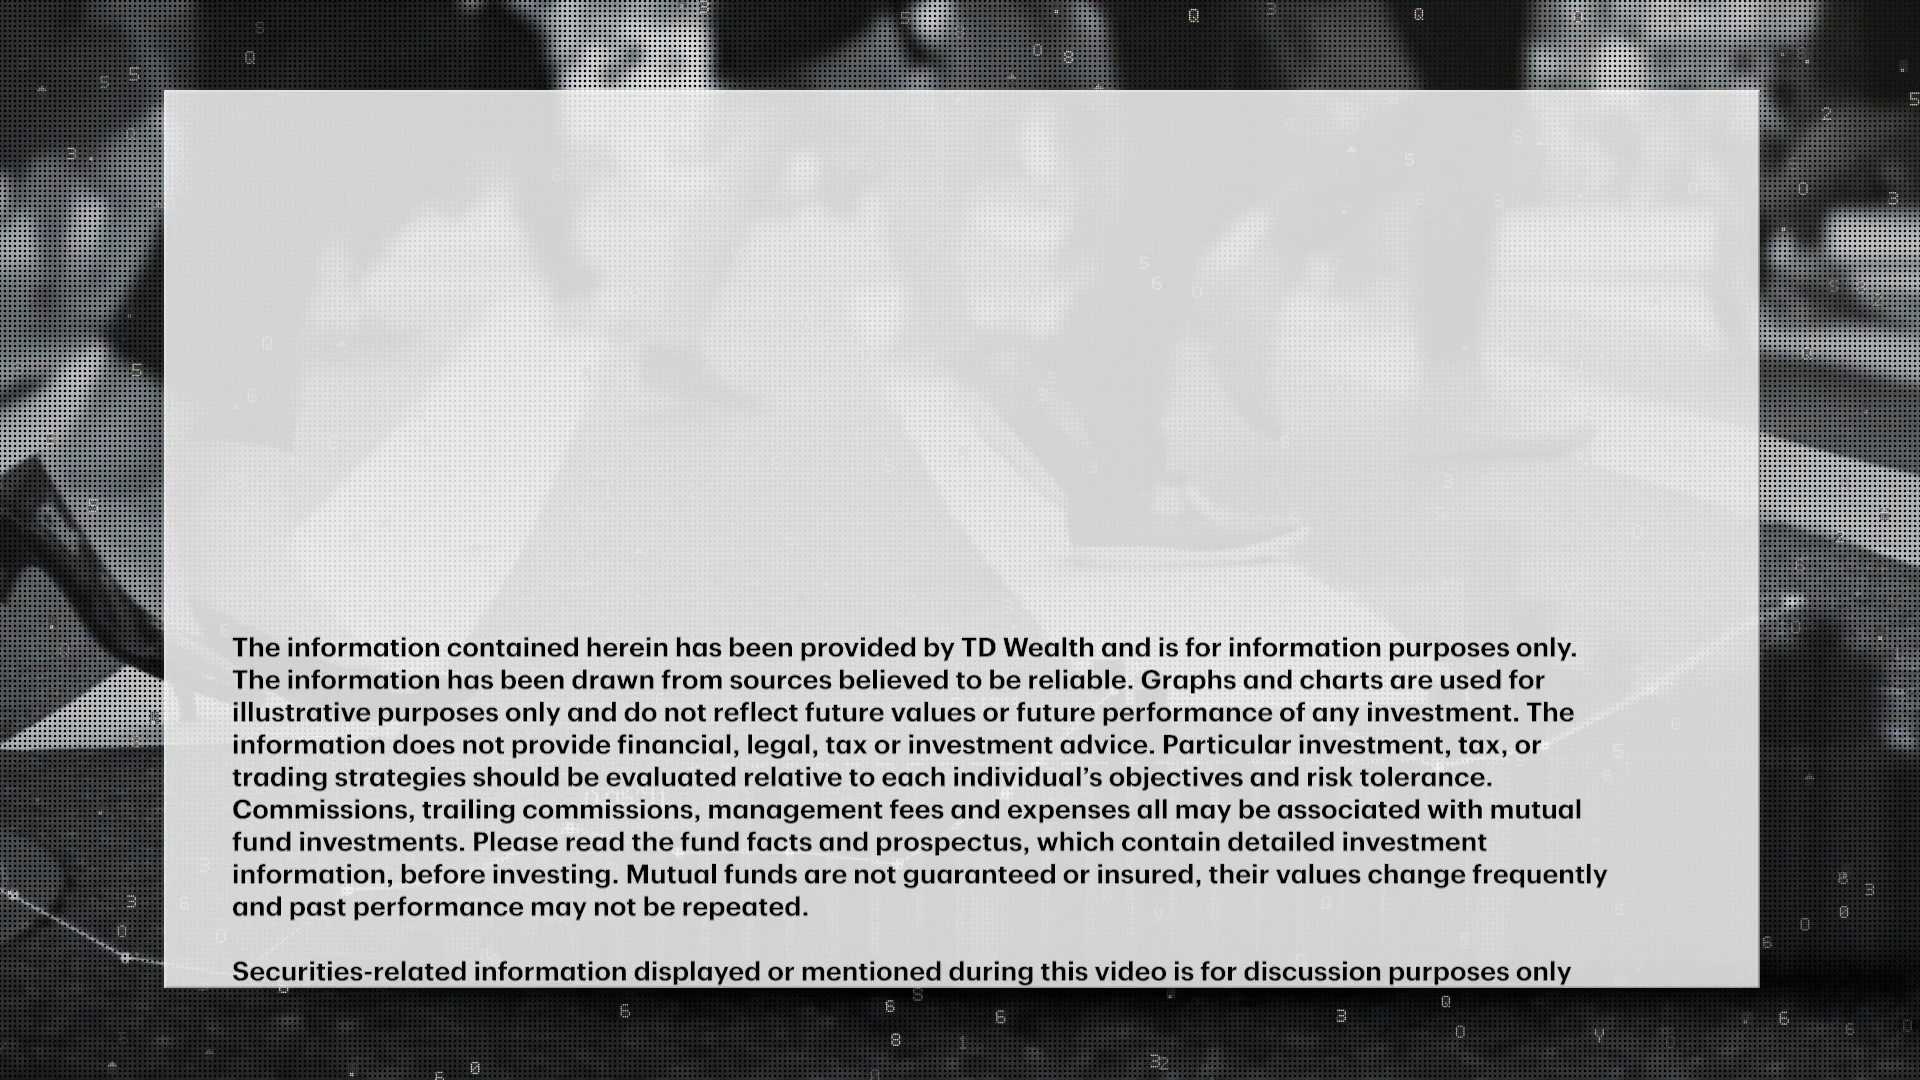 The information contained herein has been provided by TD Wealth and is for information purposes only.
The information has been drawn from sources believed to be reliable. Graphs and charts are used for
illustrative purposes only and do not reflect future values or future performance of any investment. The
information does not provide financial, legal, tax or investment advice. Particular investment, tax, or
trading strategies should be evaluated relative to each individual’s objectives and risk tolerance.
Commissions, trailing commissions, management fees and expenses all may be associated with mutual
fund investments. Please read the fund facts and prospectus, which contain detailed investment
information, before investing. Mutual funds are not guaranteed or insured, their values change frequently
and past performance may not be repeated.
Securities-related information displayed or mentioned during this video is for discussion purposes only